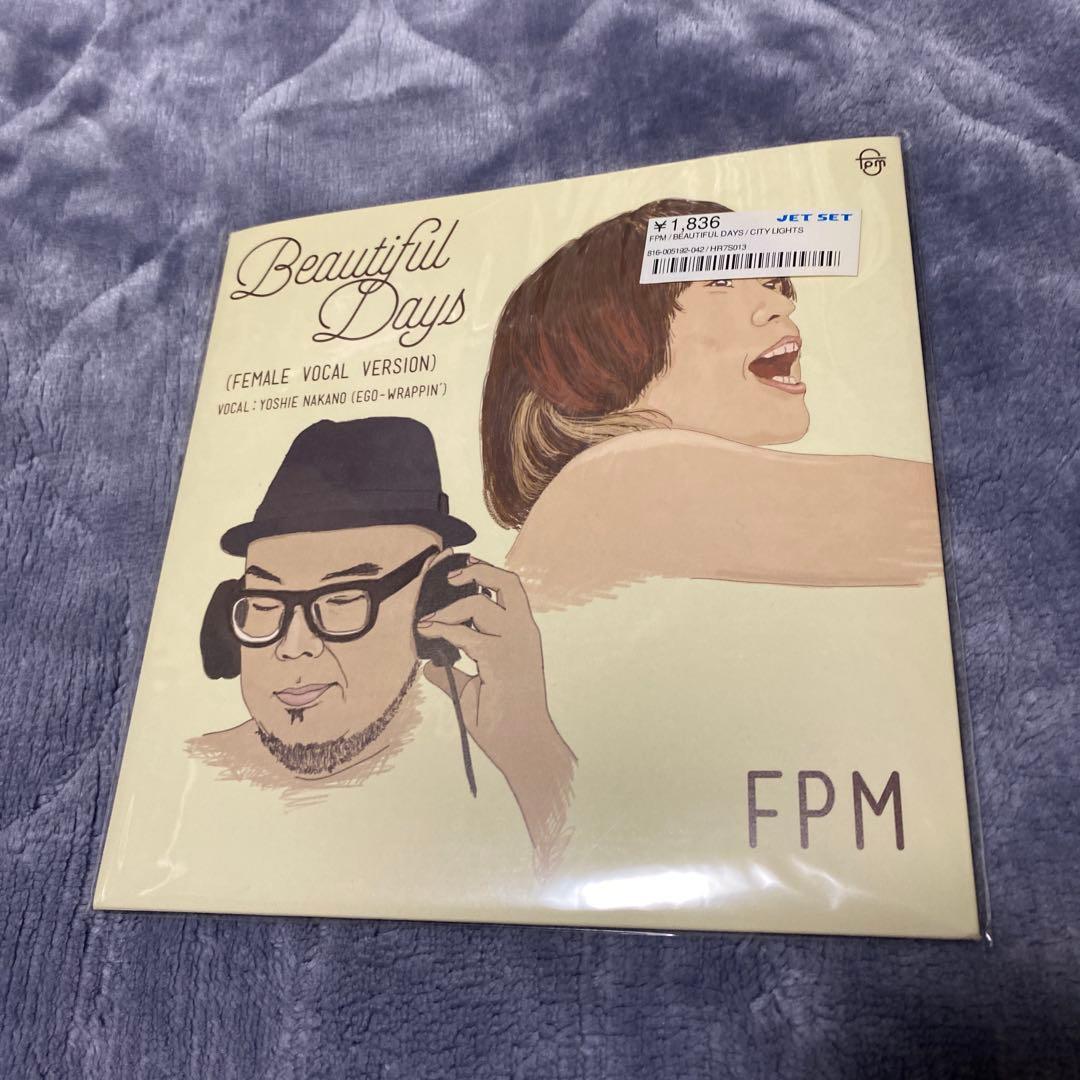 fpm
Beautiful
Days
(FEMALE VOCAL VERSION)
VOCAL : YOSHIE NAKANO (EGO-WRAPPIN')
¥1,836 JET SET
FPM / BEAUTIFUL DAYS / CITY LIGHTS
816-005192-042 / HR7S013
FPM